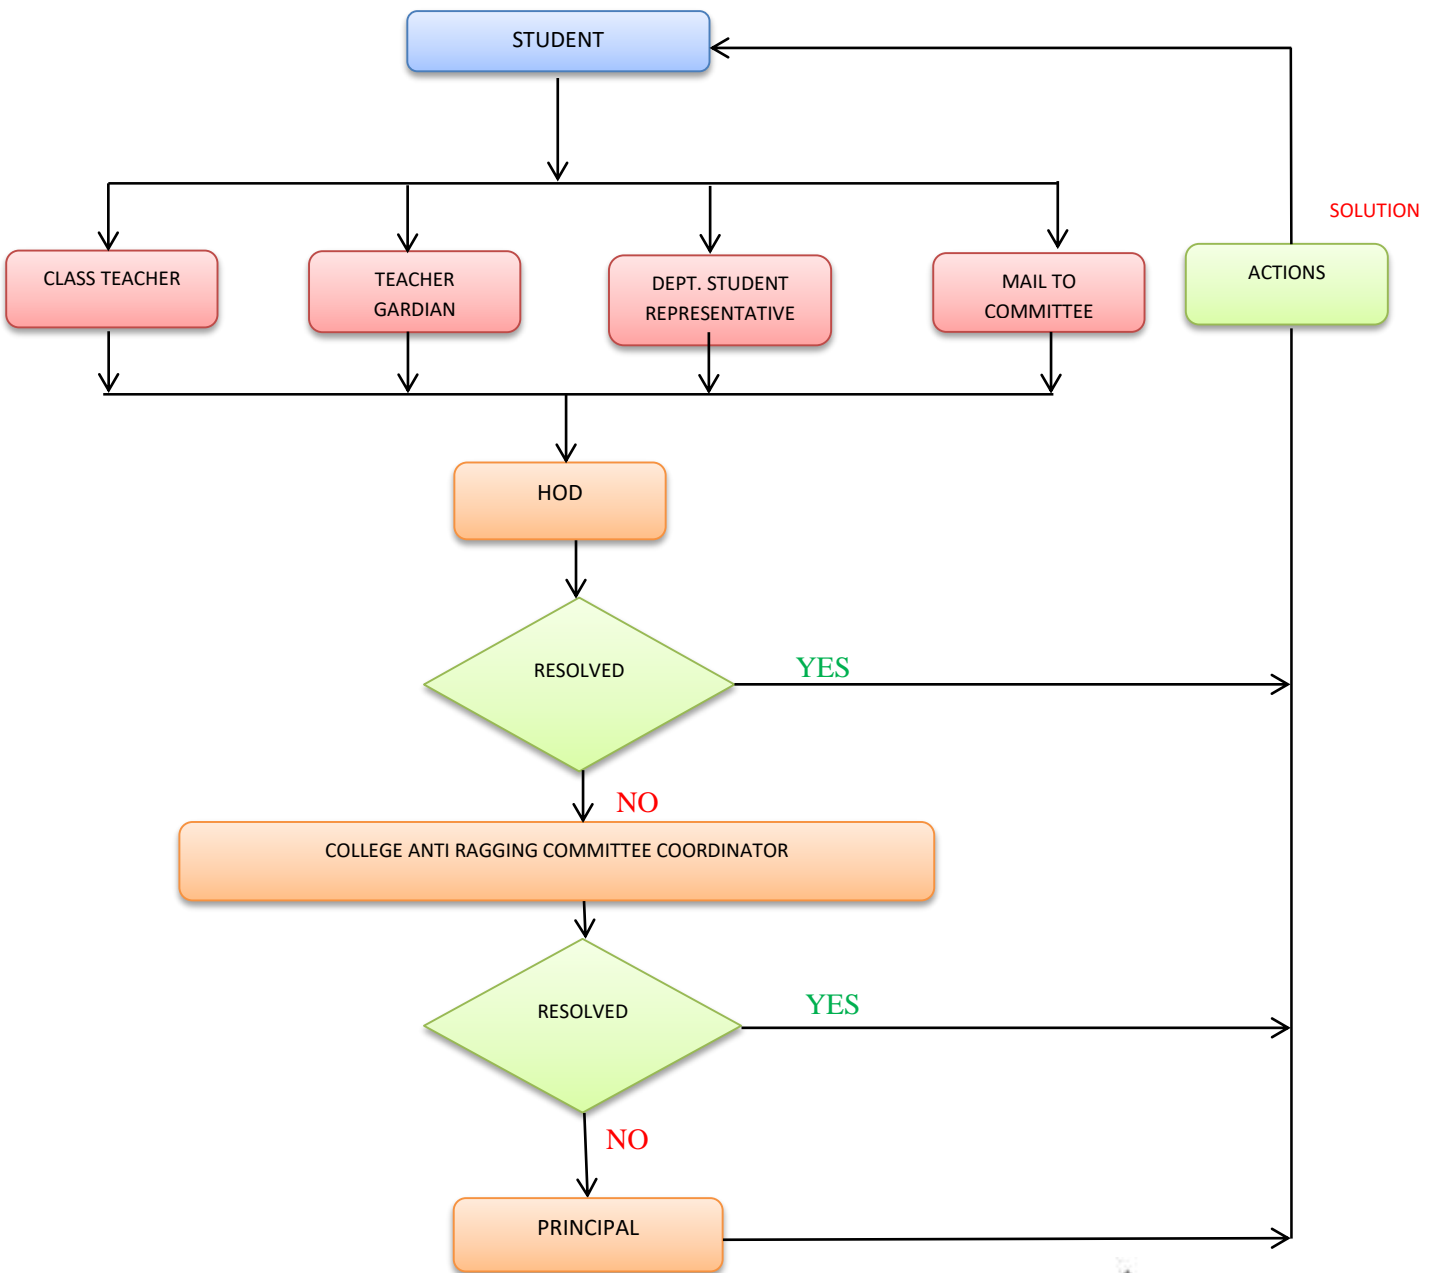 STUDENT
SOLUTION
CLASS TEACHER
TEACHER
GARDIAN
DEPT. STUDENT
REPRESENTATIVE
MAIL TO
COMMITTEE
ACTIONS
HOD
RESOLVED
YES
NO
COLLEGE ANTI RAGGING COMMITTEE COORDINATOR
RESOLVED
YES
NO
PRINCIPAL